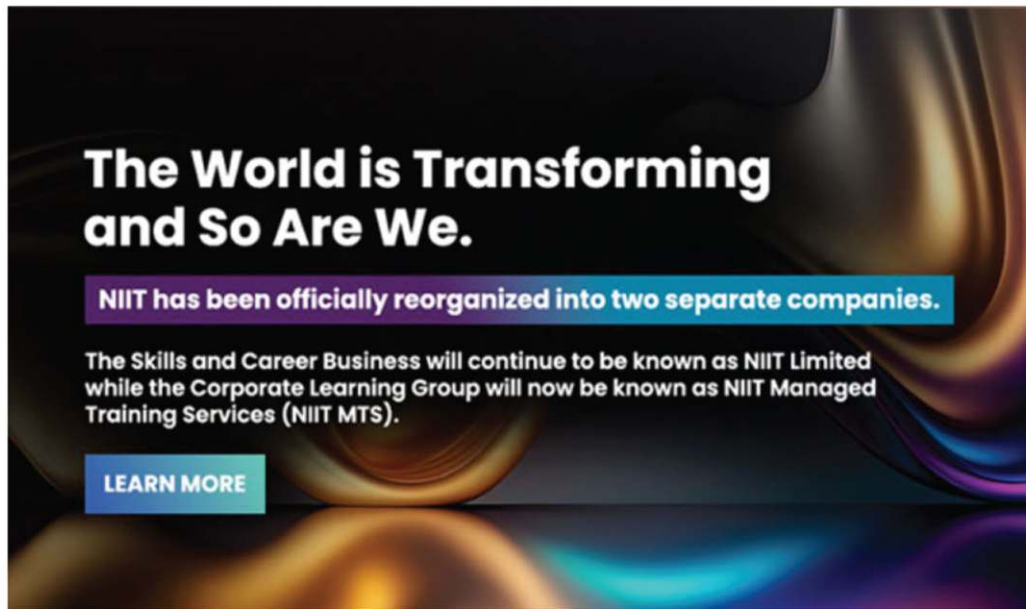 The World is Transforming
and So Are We.
NIIT has been officially reorganized into two separate companies.
The Skills and Career Business will continue to be known as NIIT Limited
while the Corporate Learning Group will now be known as NIIT Managed
Training Services (NIIT MTS).
LEARN MORE